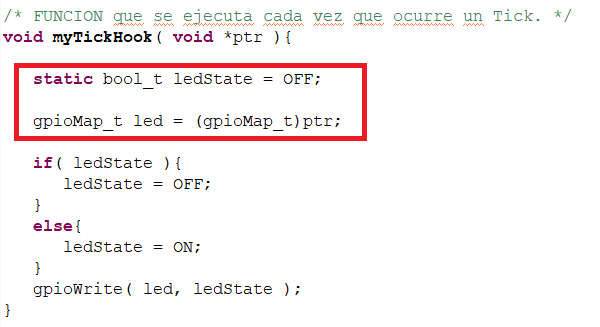 /* FUNCION que se ejecuta cada vez que ocurre un Tick. */
void myTickHook( void *ptr ){
static bool_t ledState = OFF;
gpioMap_t led = (gpioMap_t)ptr;
if( ledState ){
ledState = OFF;
}
else{
ledState = ON;
}
gpioWrite( led, ledState );
}